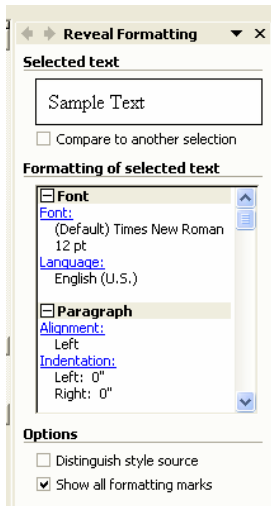 Reveal Formatting
Selected text
Sample Text
Compare to another selection
Formatting of selected text
Font
Font:
(Default) Times New Roman
12 pt
Language:
English (U.S.)
Paragraph
Alignment:
Left
Indentation:
Left: 0"
Right: 0"
Options
Distinguish style source
Show all formatting marks